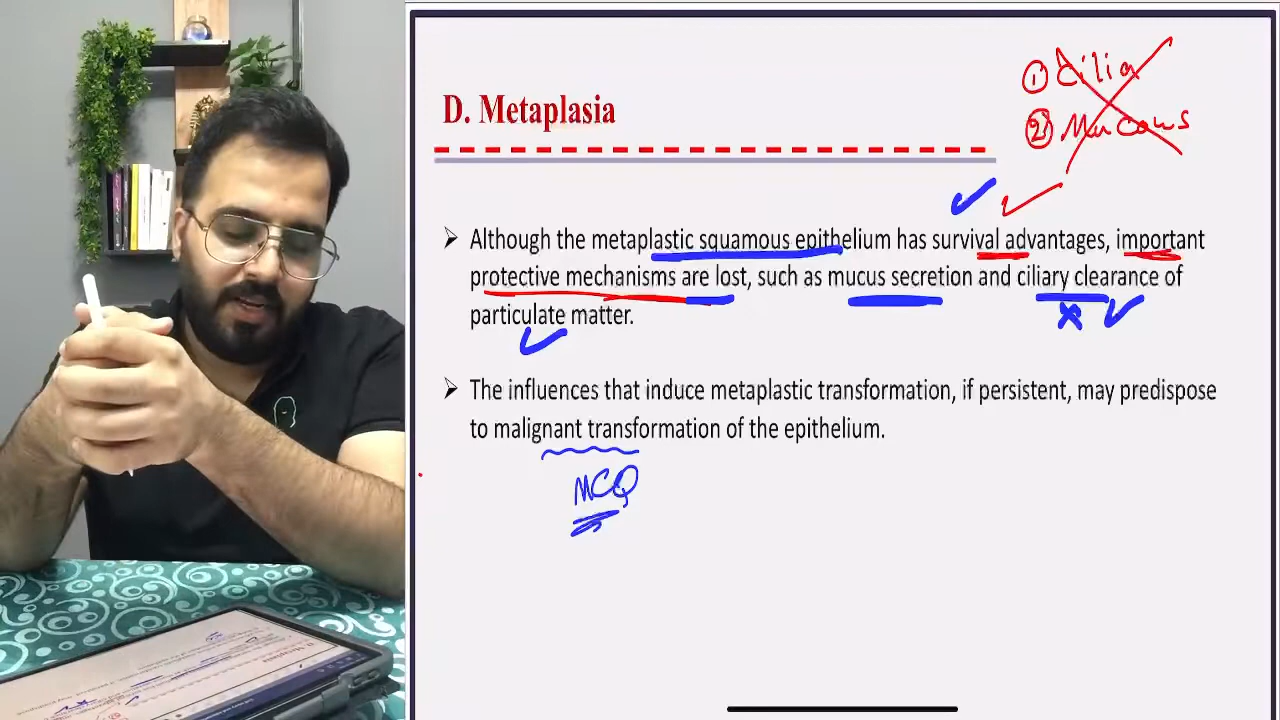 ① Cilia
② Mucous
D. Metaplasia
Although the metaplastic squamous epithelium has survival advantages, important
protective mechanisms are lost, such as mucus secretion and ciliary clearance of
particulate matter.
The influences that induce metaplastic transformation, if persistent, may predispose
to malignant transformation of the epithelium.
MCQ